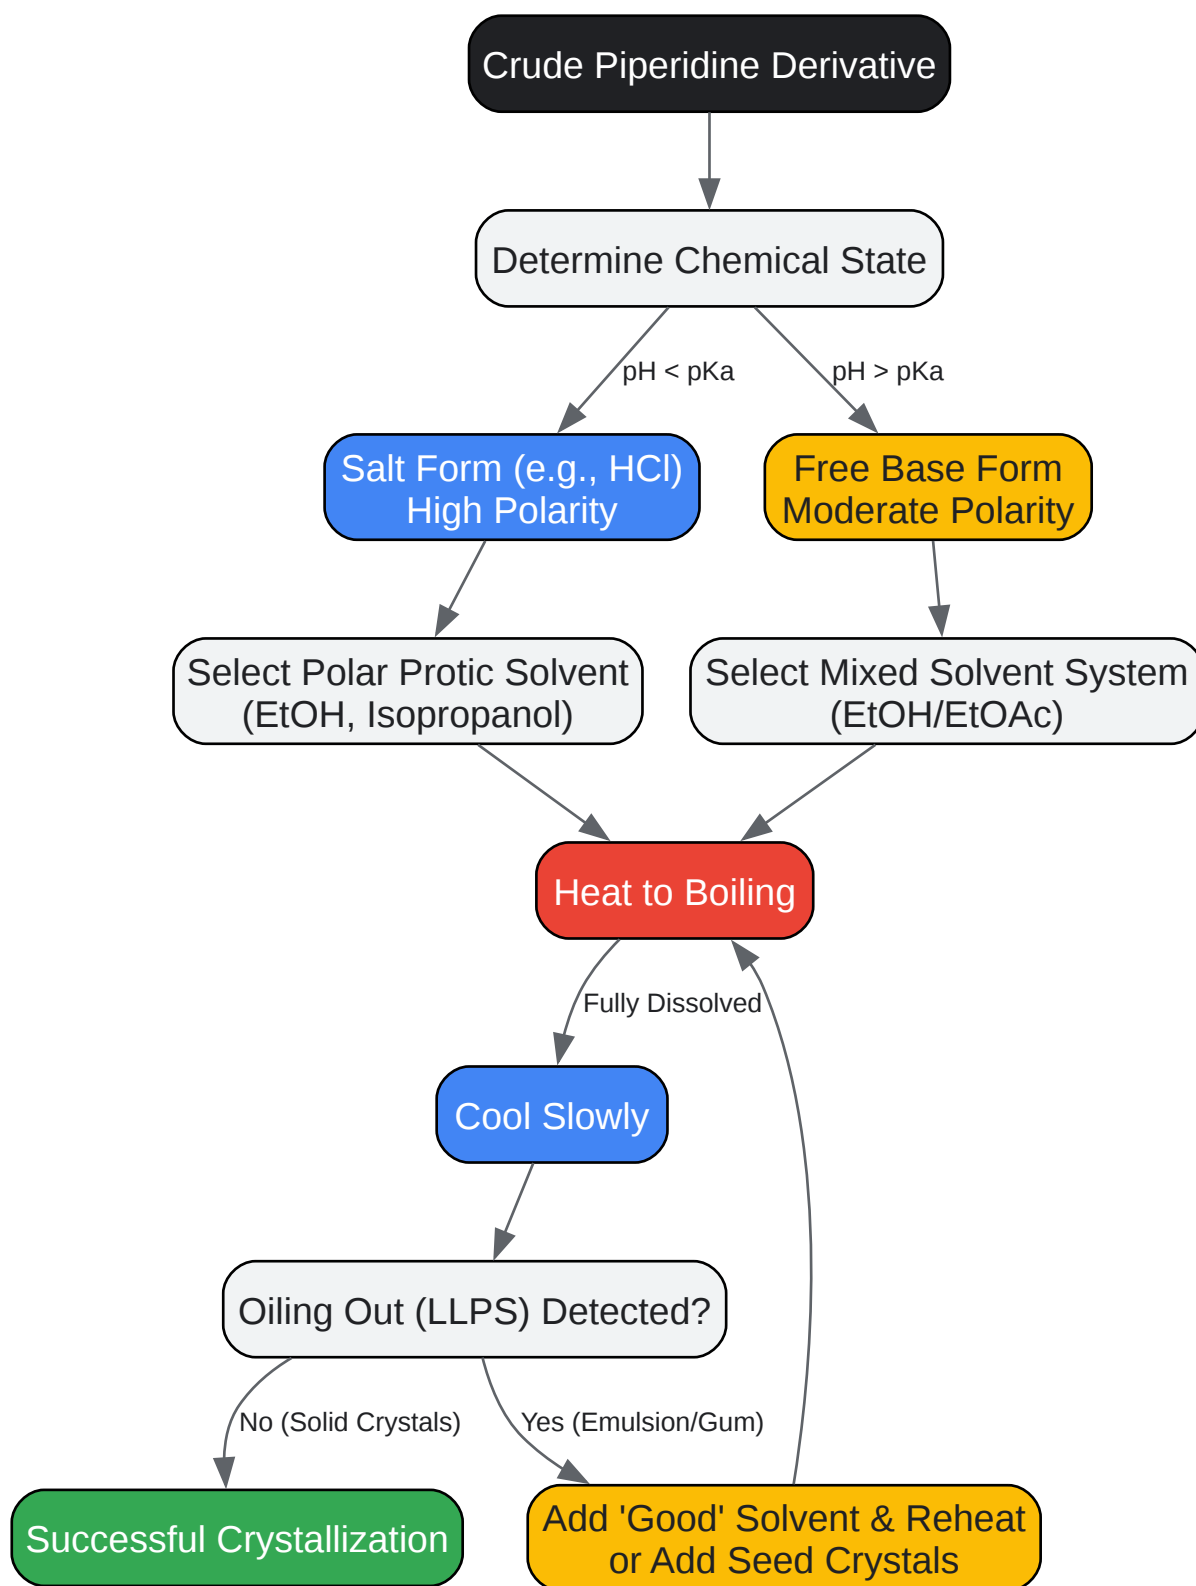 Crude Piperidine Derivative
Determine Chemical State
pH < pKa
pH > pKa
Salt Form (e.g., HCl)
High Polarity
Free Base Form
Moderate Polarity
Select Polar Protic Solvent
(EtOH, Isopropanol)
Select Mixed Solvent System
(EtOH/EtOAc)
Heat to Boiling
Fully Dissolved
Cool Slowly
Oiling Out (LLPS) Detected?
No (Solid Crystals)
Yes (Emulsion/Gum)
Successful Crystallization
Add 'Good' Solvent & Reheat
or Add Seed Crystals